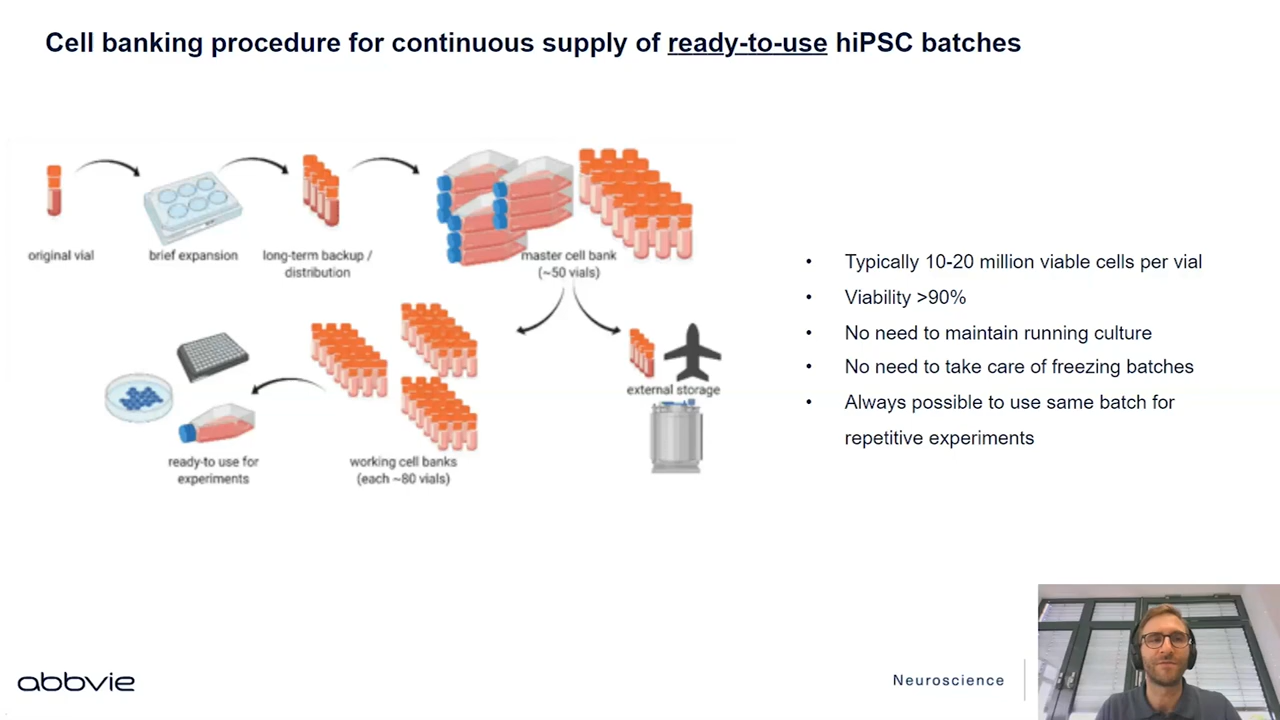 Cell banking procedure for continuous supply of ready-to-use hiPSC batches
original vial
brief expansion
long-term backup /
distribution
master cell bank
(~50 vials)
external storage
working cell banks
(each ~80 vials)
ready-to use for
experiments
• Typically 10-20 million viable cells per vial
• Viability >90%
• No need to maintain running culture
• No need to take care of freezing batches
• Always possible to use same batch for
repetitive experiments
abbvie
Neuroscience